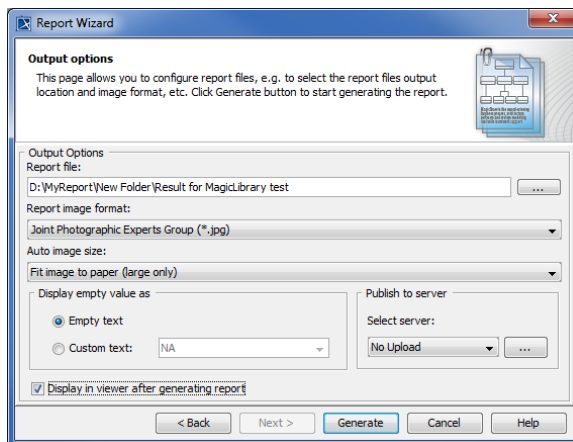 Report Wizard
Output options
This page allows you to configure report files, e.g. to select the report files output
location and image format, etc. Click Generate button to start generating the report.
Output Options
Report file:
D:\MyReport\New Folder\Result for MagicLibrary test
...
Report image format:
Joint Photographic Experts Group (*.jpg)
Auto image size:
Fit image to paper (large only)
Display empty value as
Empty text
Custom text:
NA
Publish to server
Select server:
No Upload
...
Display in viewer after generating report
< Back
Next >
Generate
Cancel
Help